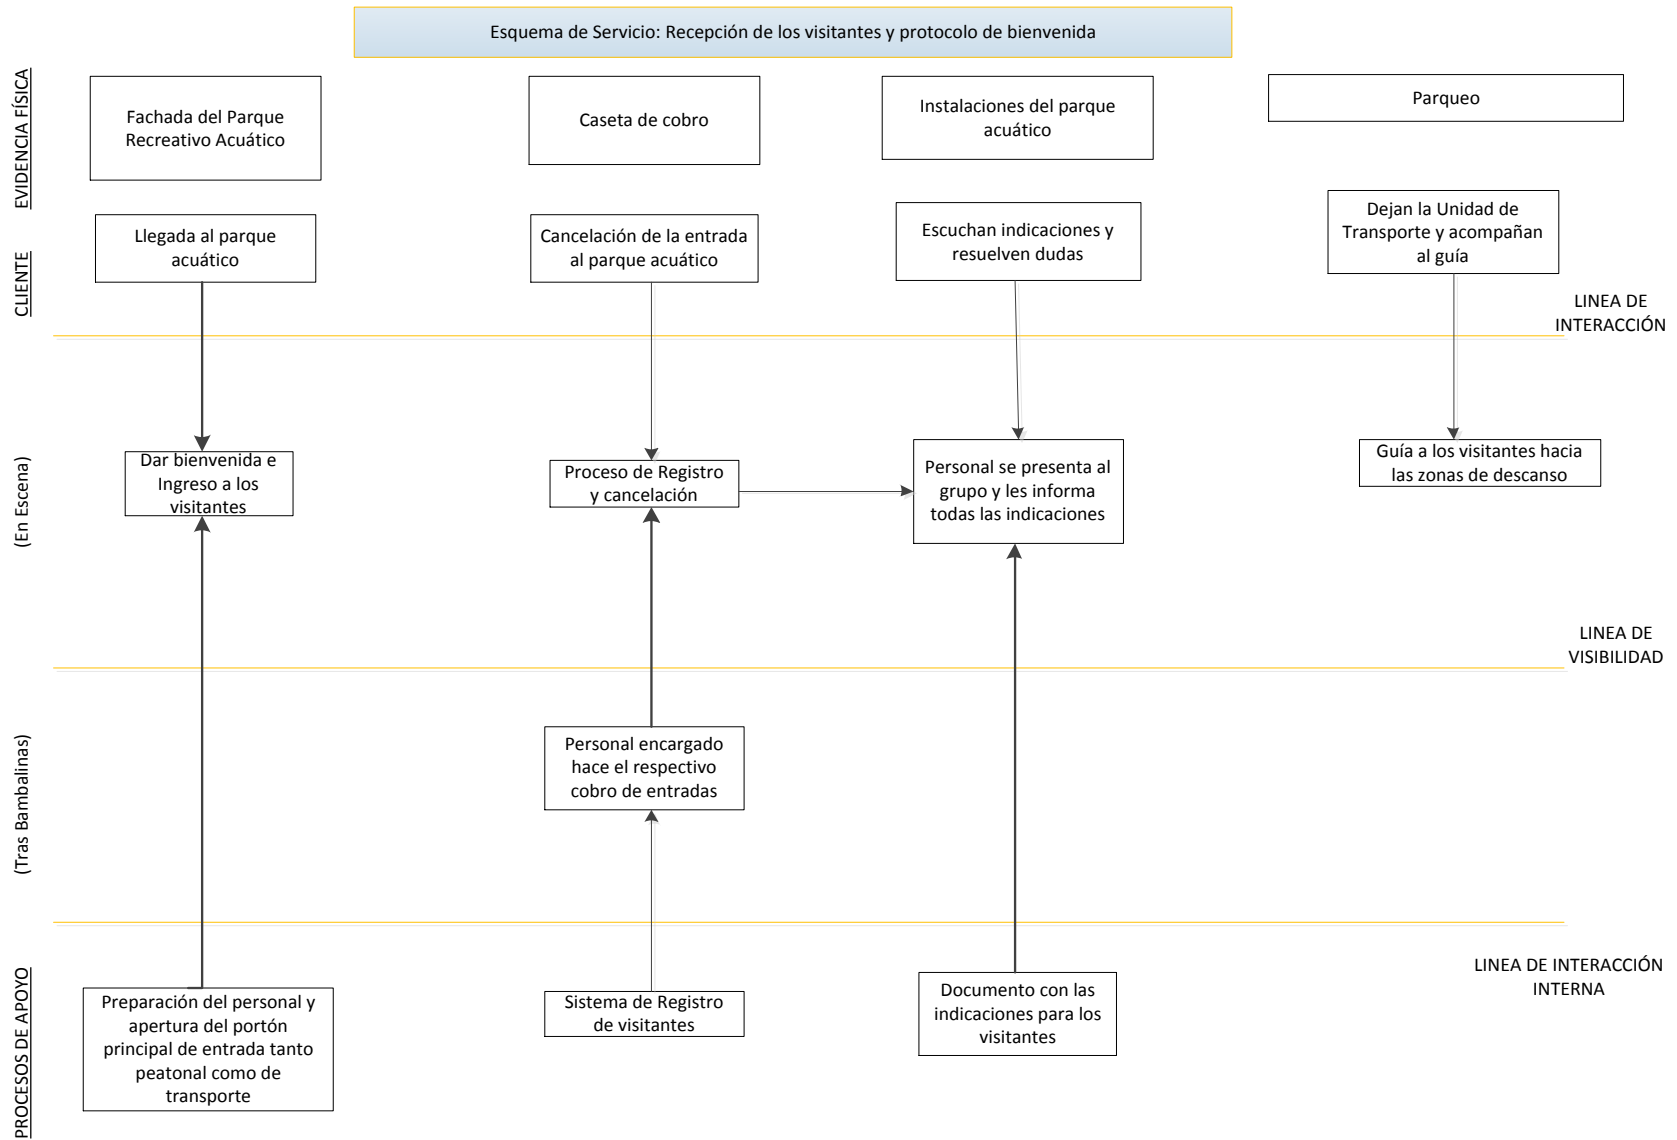 Esquema de Servicio: Recepción de los visitantes y protocolo de bienvenida
EVIDENCIA FÍSICA
Fachada del Parque
Recreativo Acuático
Caseta de cobro
Instalaciones del parque
acuático
Parqueo
CLIENTE
Llegada al parque
acuático
Cancelación de la entrada
al parque acuático
Escuchan indicaciones y
resuelven dudas
Dejan la Unidad de
Transporte y acompañan
al guía
LINEA DE
INTERACCIÓN
(En Escena)
Dar bienvenida e
Ingreso a los
visitantes
Proceso de Registro
y cancelación
Personal se presenta al
grupo y les informa
todas las indicaciones
Guía a los visitantes hacia
las zonas de descanso
LINEA DE
VISIBILIDAD
(Tras Bambalinas)
Personal encargado
hace el respectivo
cobro de entradas
LINEA DE INTERACCIÓN
INTERNA
PROCESOS DE APOYO
Preparación del personal y
apertura del portón
principal de entrada tanto
peatonal como de
transporte
Sistema de Registro
de visitantes
Documento con las
indicaciones para los
visitantes